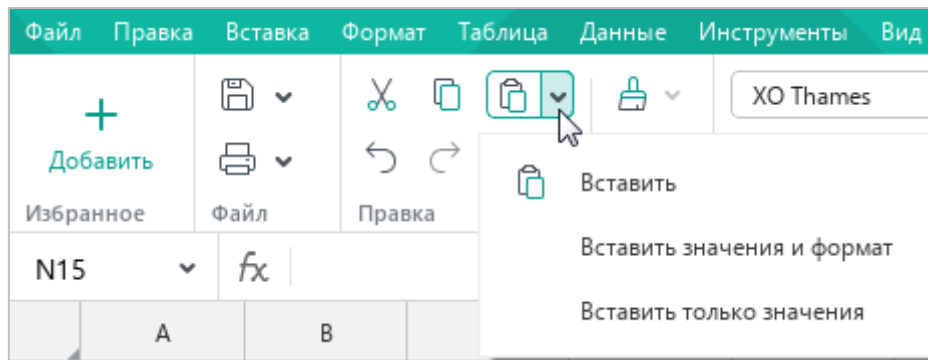 Файл Правка Вставка Формат Таблица Данные Инструменты Вид
XO Thames
Добавить
Избранное Файл Правка
Вставить
Вставить значения и формат
Вставить только значения
N15 fx
A B